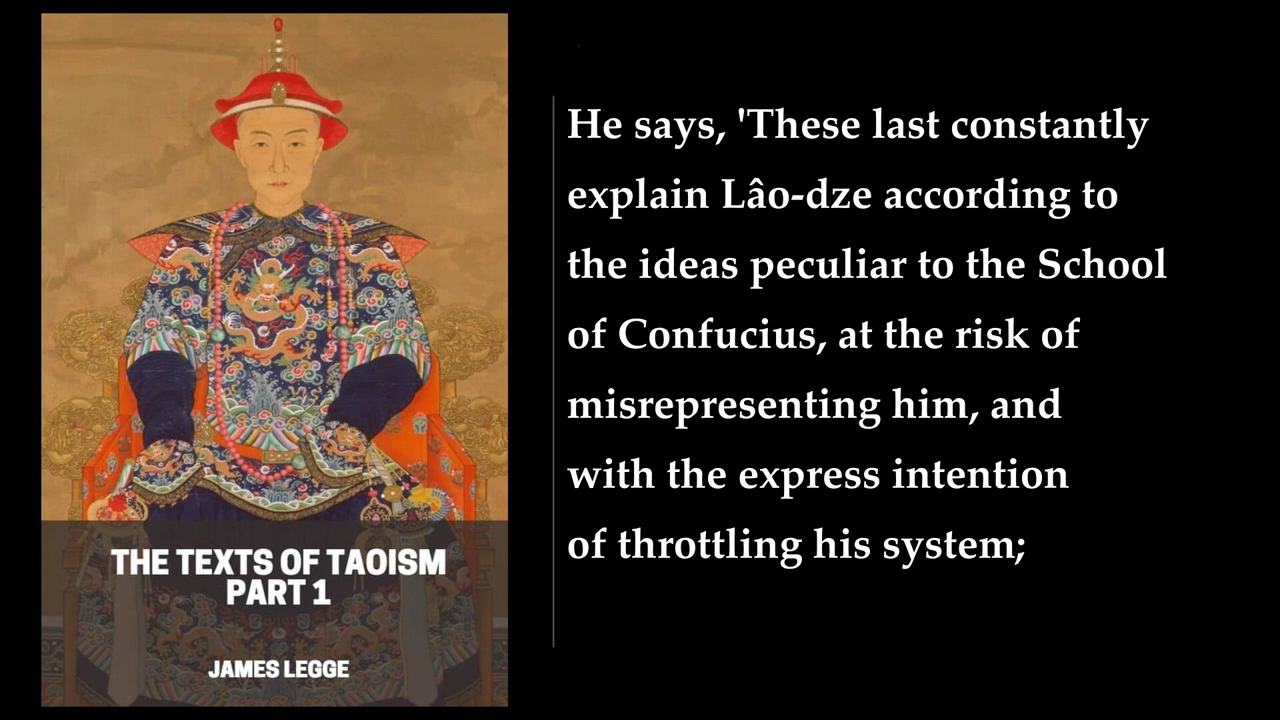 THE TEXTS OF TAOISM
PART 1
JAMES LEGGE
He says, 'These last constantly
explain Lâo-dze according to
the ideas peculiar to the School
of Confucius, at the risk of
misrepresenting him, and
with the express intention
of throttling his system;